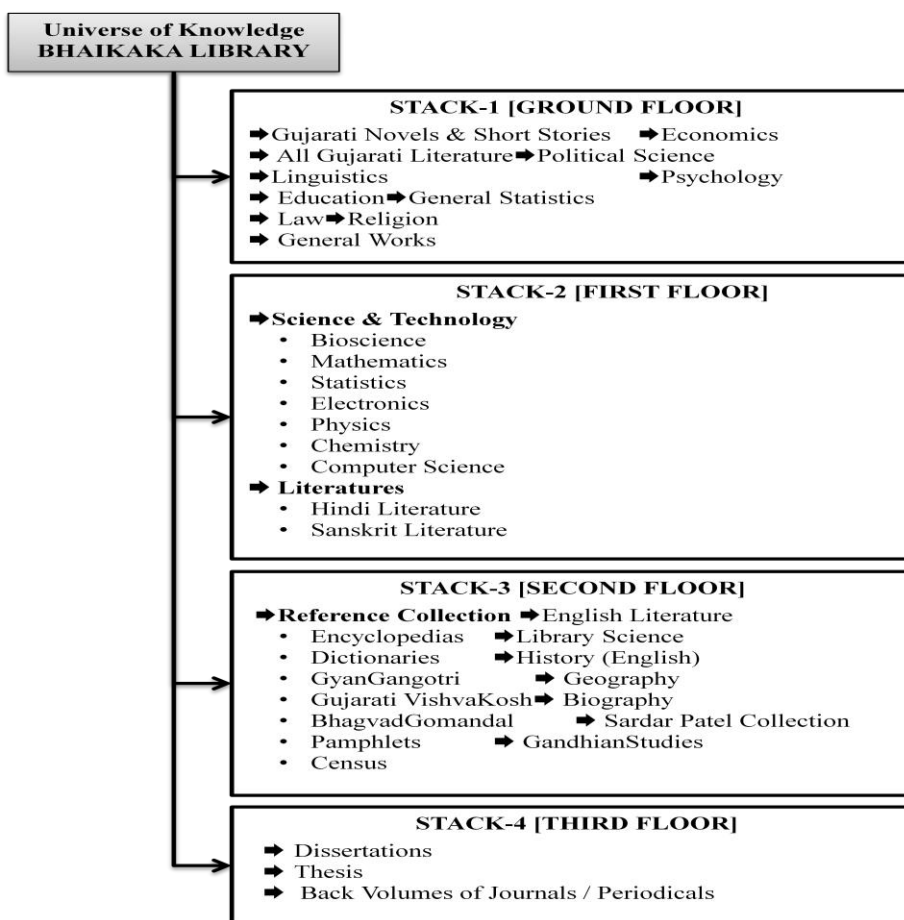 Universe of Knowledge
BHAIKAKA LIBRARY
STACK-1 [GROUND FLOOR]
➡Gujarati Novels & Short Stories ➡Economics
➡ All Gujarati Literature➡Political Science
➡Linguistics ➡Psychology
➡ Education➡General Statistics
➡ Law➡Religion
➡ General Works
STACK-2 [FIRST FLOOR]
➡Science & Technology
• Bioscience
• Mathematics
• Statistics
• Electronics
• Physics
• Chemistry
• Computer Science
➡ Literatures
• Hindi Literature
• Sanskrit Literature
STACK-3 [SECOND FLOOR]
➡Reference Collection ➡English Literature
• Encyclopedias ➡Library Science
• Dictionaries ➡History (English)
• GyanGangotri ➡ Geography
• Gujarati VishvaKosh➡ Biography
• BhagvadGomandal ➡ Sardar Patel Collection
• Pamphlets ➡ GandhianStudies
• Census
STACK-4 [THIRD FLOOR]
➡ Dissertations
➡ Thesis
➡ Back Volumes of Journals / Periodicals